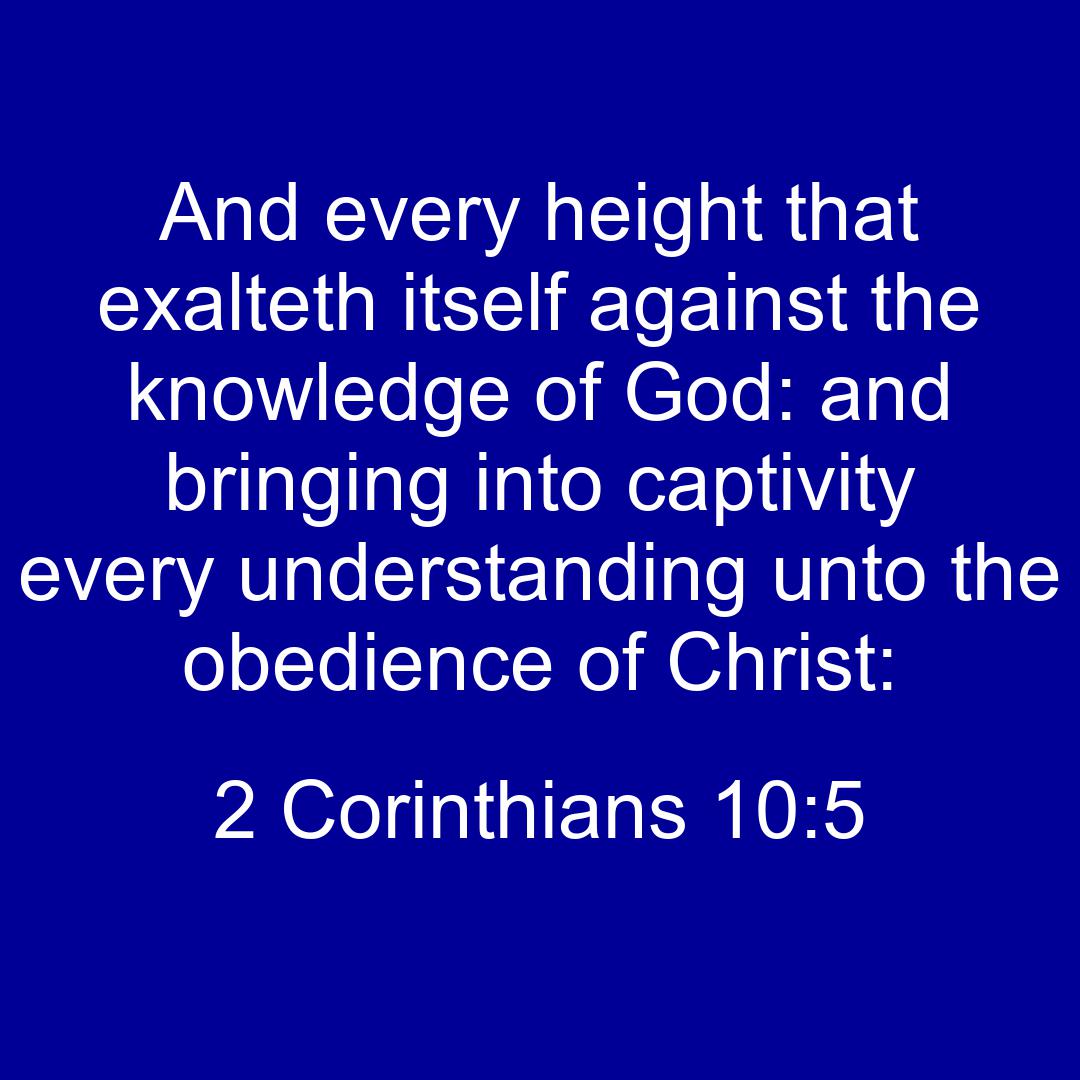 And every height that
exalteth itself against the
knowledge of God: and
bringing into captivity
every understanding unto the
obedience of Christ:
2 Corinthians 10:5